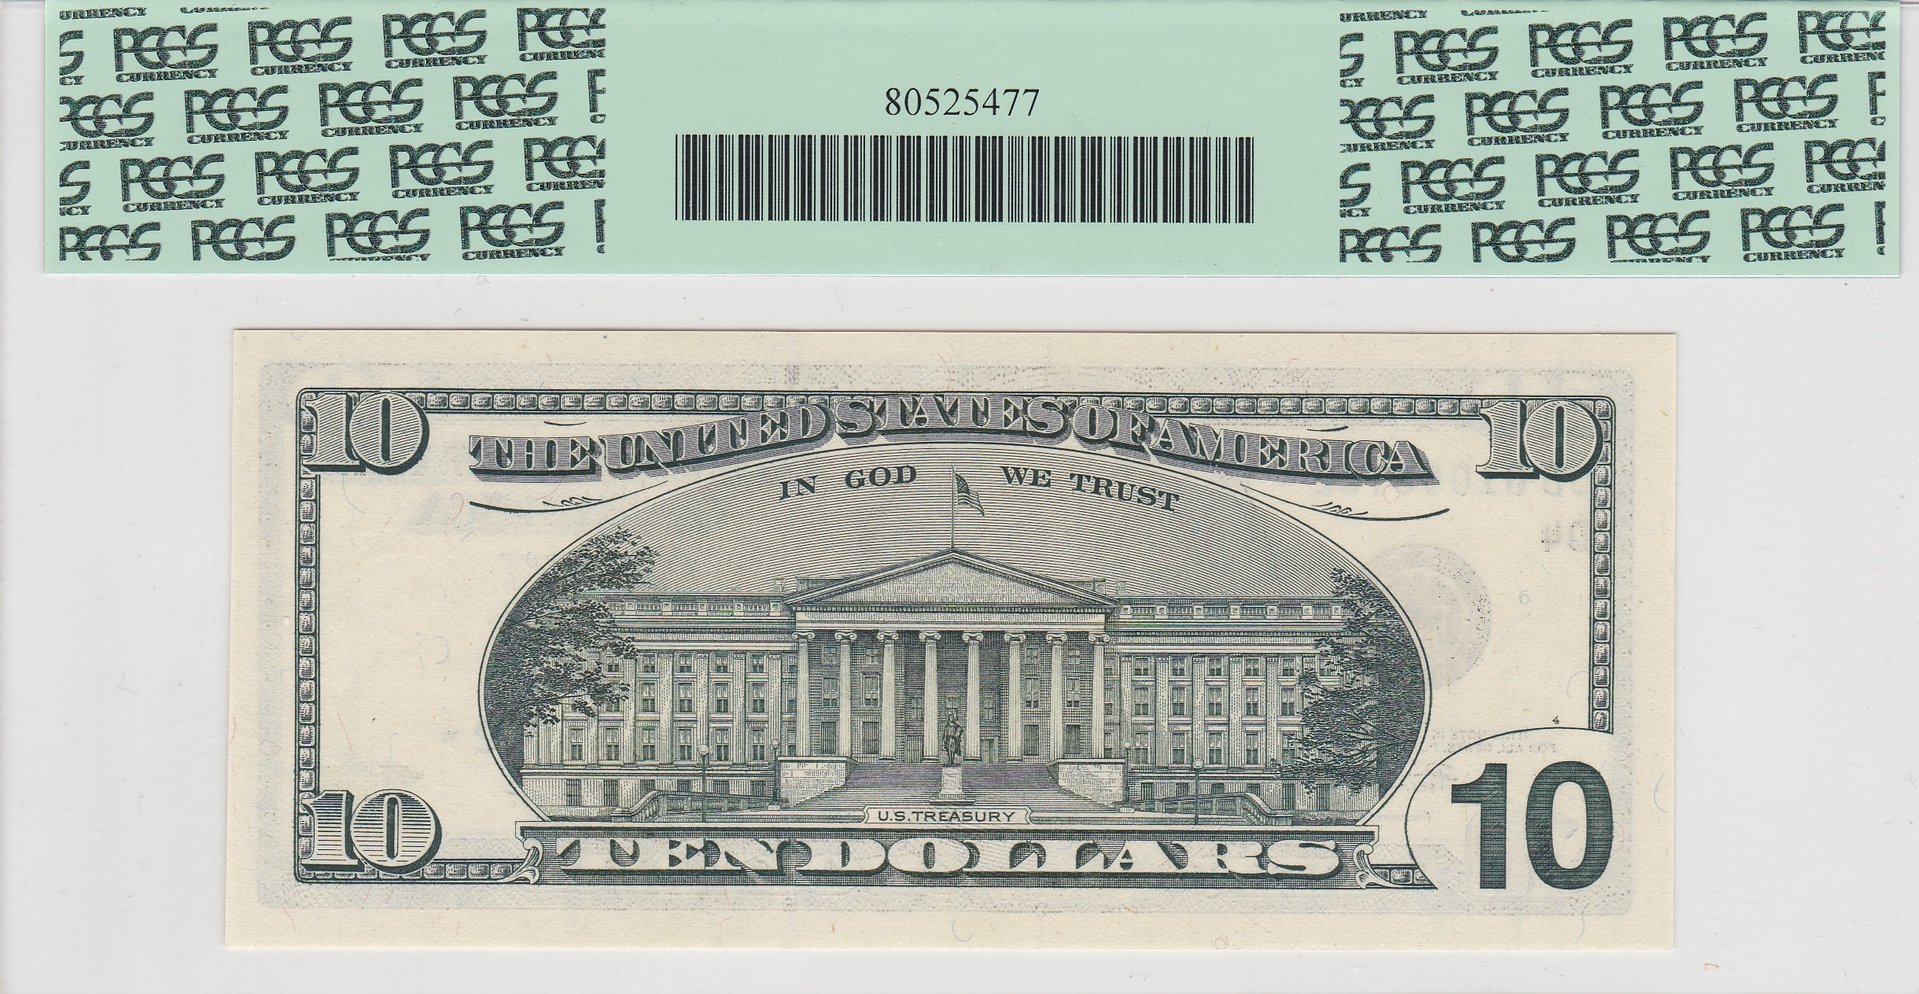 PCGS CURRENCY
80525477
10
THE UNITED STATES OF AMERICA
10
IN GOD WE TRUST
4
U.S. TREASURY
10
TEN DOLLARS
10